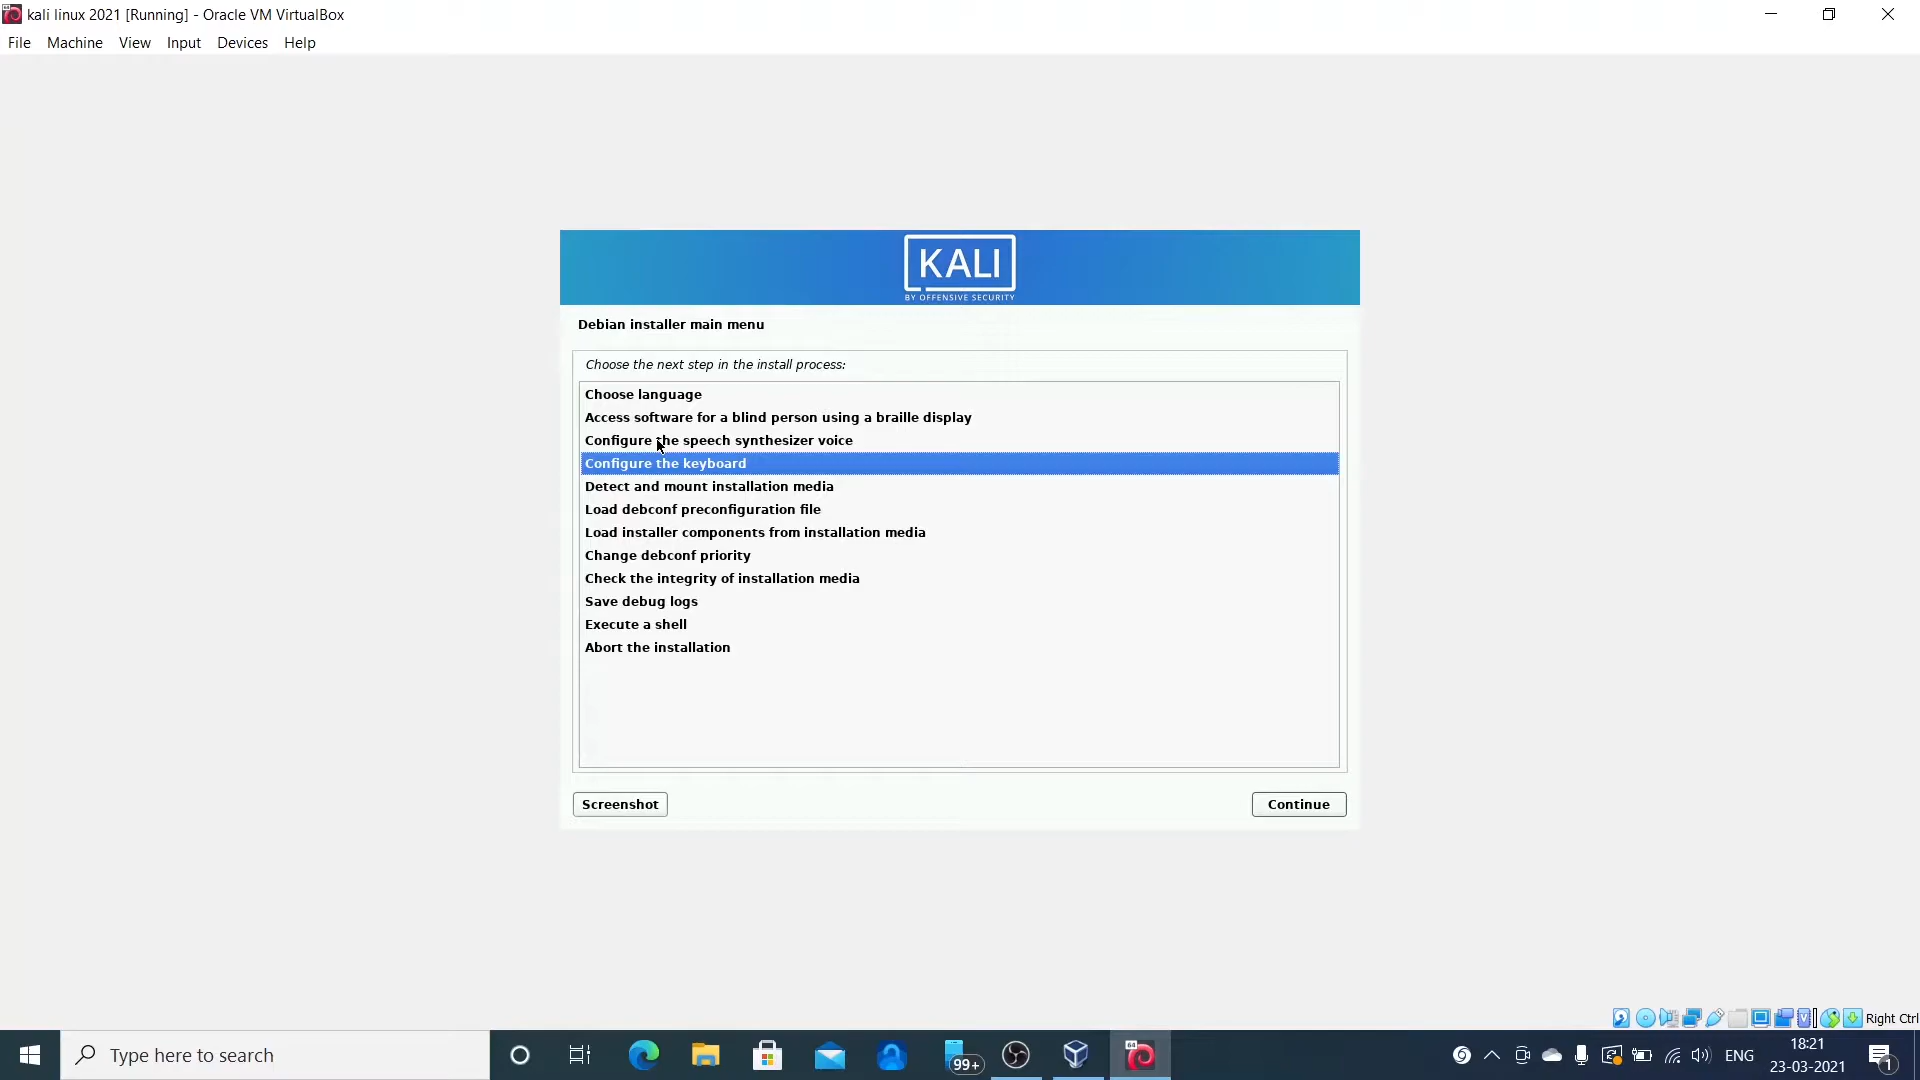 kali linux 2021 [Running] - Oracle VM VirtualBox
File Machine View Input Devices Help
KALI
BY OFFENSIVE SECURITY
Debian installer main menu
Choose the next step in the install process:
Choose language
Access software for a blind person using a braille display
Configure the speech synthesizer voice
Configure the keyboard
Detect and mount installation media
Load debconf preconfiguration file
Load installer components from installation media
Change debconf priority
Check the integrity of installation media
Save debug logs
Execute a shell
Abort the installation
Screenshot
Continue
Right Ctrl
Type here to search
99+
64
ENG
18:21
23-03-2021
1